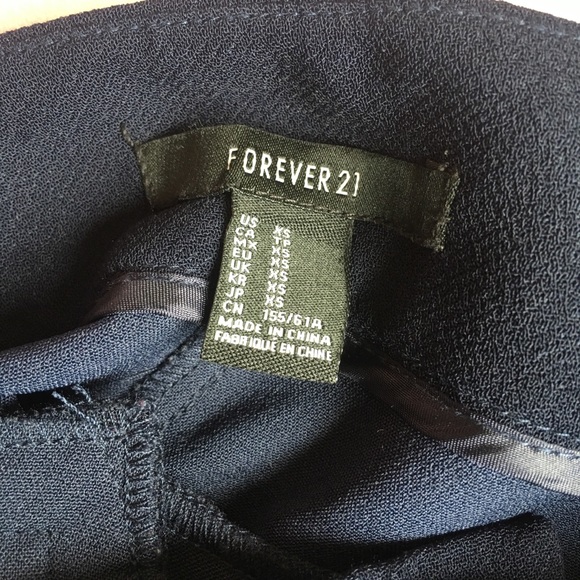 FOREVER 21
US XS
CA TP
MX XS
EU XS
UK XS
KR XS
JP XS
CN 155/61A
MADE IN CHINA
FABRIQUÉ EN CHINE